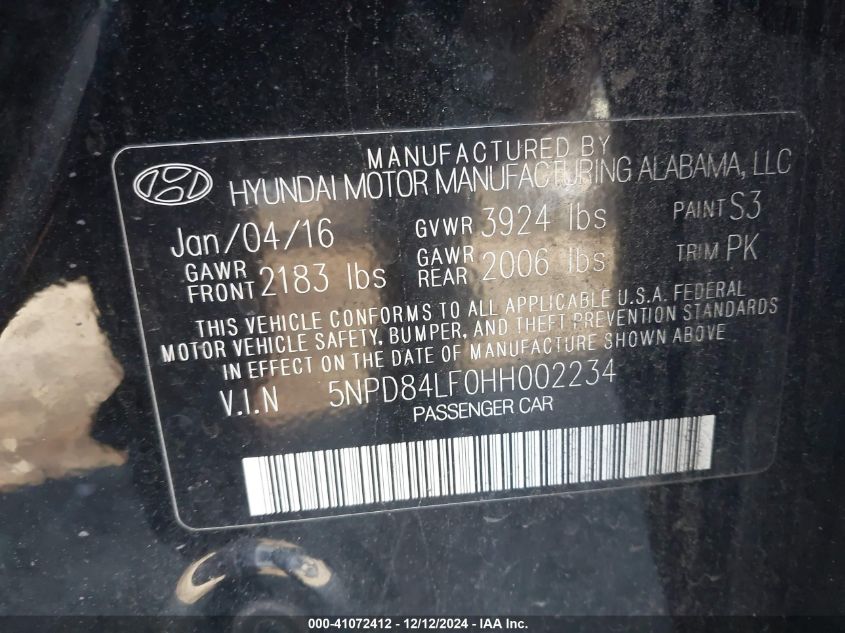 MANUFACTURED BY
HYUNDAI MOTOR MANUFACTURING ALABAMA, LLC
Jan/04/16 GVWR 3924 lbs PAINT S3
GAWR FRONT 2183 lbs GAWR REAR 2006 lbs TRIM PK
THIS VEHICLE CONFORMS TO ALL APPLICABLE U.S.A. FEDERAL
MOTOR VEHICLE SAFETY, BUMPER, AND THEFT PREVENTION STANDARDS
IN EFFECT ON THE DATE OF MANUFACTURE SHOWN ABOVE
V.I.N 5NPD84LF0HH002234
PASSENGER CAR
000-41072412 - 12/12/2024 - IAA Inc.